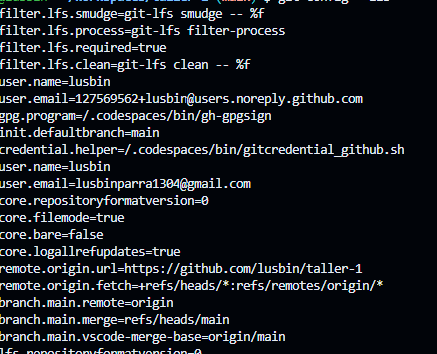 filter.lfs.smudge=git-lfs smudge -- %f
filter.lfs.process=git-lfs filter-process
filter.lfs.required=true
filter.lfs.clean=git-lfs clean -- %f
user.name=lusbin
user.email=127569562+lusbin@users.noreply.github.com
gpg.program=/.codespaces/bin/gh-gpgsign
init.defaultbranch=main
credential.helper=/.codespaces/bin/gitcredential_github.sh
user.name=lusbin
user.email=lusbinparra1304@gmail.com
core.repositoryformatversion=0
core.filemode=true
core.bare=false
core.logallrefupdates=true
remote.origin.url=https://github.com/lusbin/taller-1
remote.origin.fetch=+refs/heads/*:refs/remotes/origin/*
branch.main.remote=origin
branch.main.merge=refs/heads/main
branch.main.vscode-merge-base=origin/main
lfs.repositoryformatversion=0